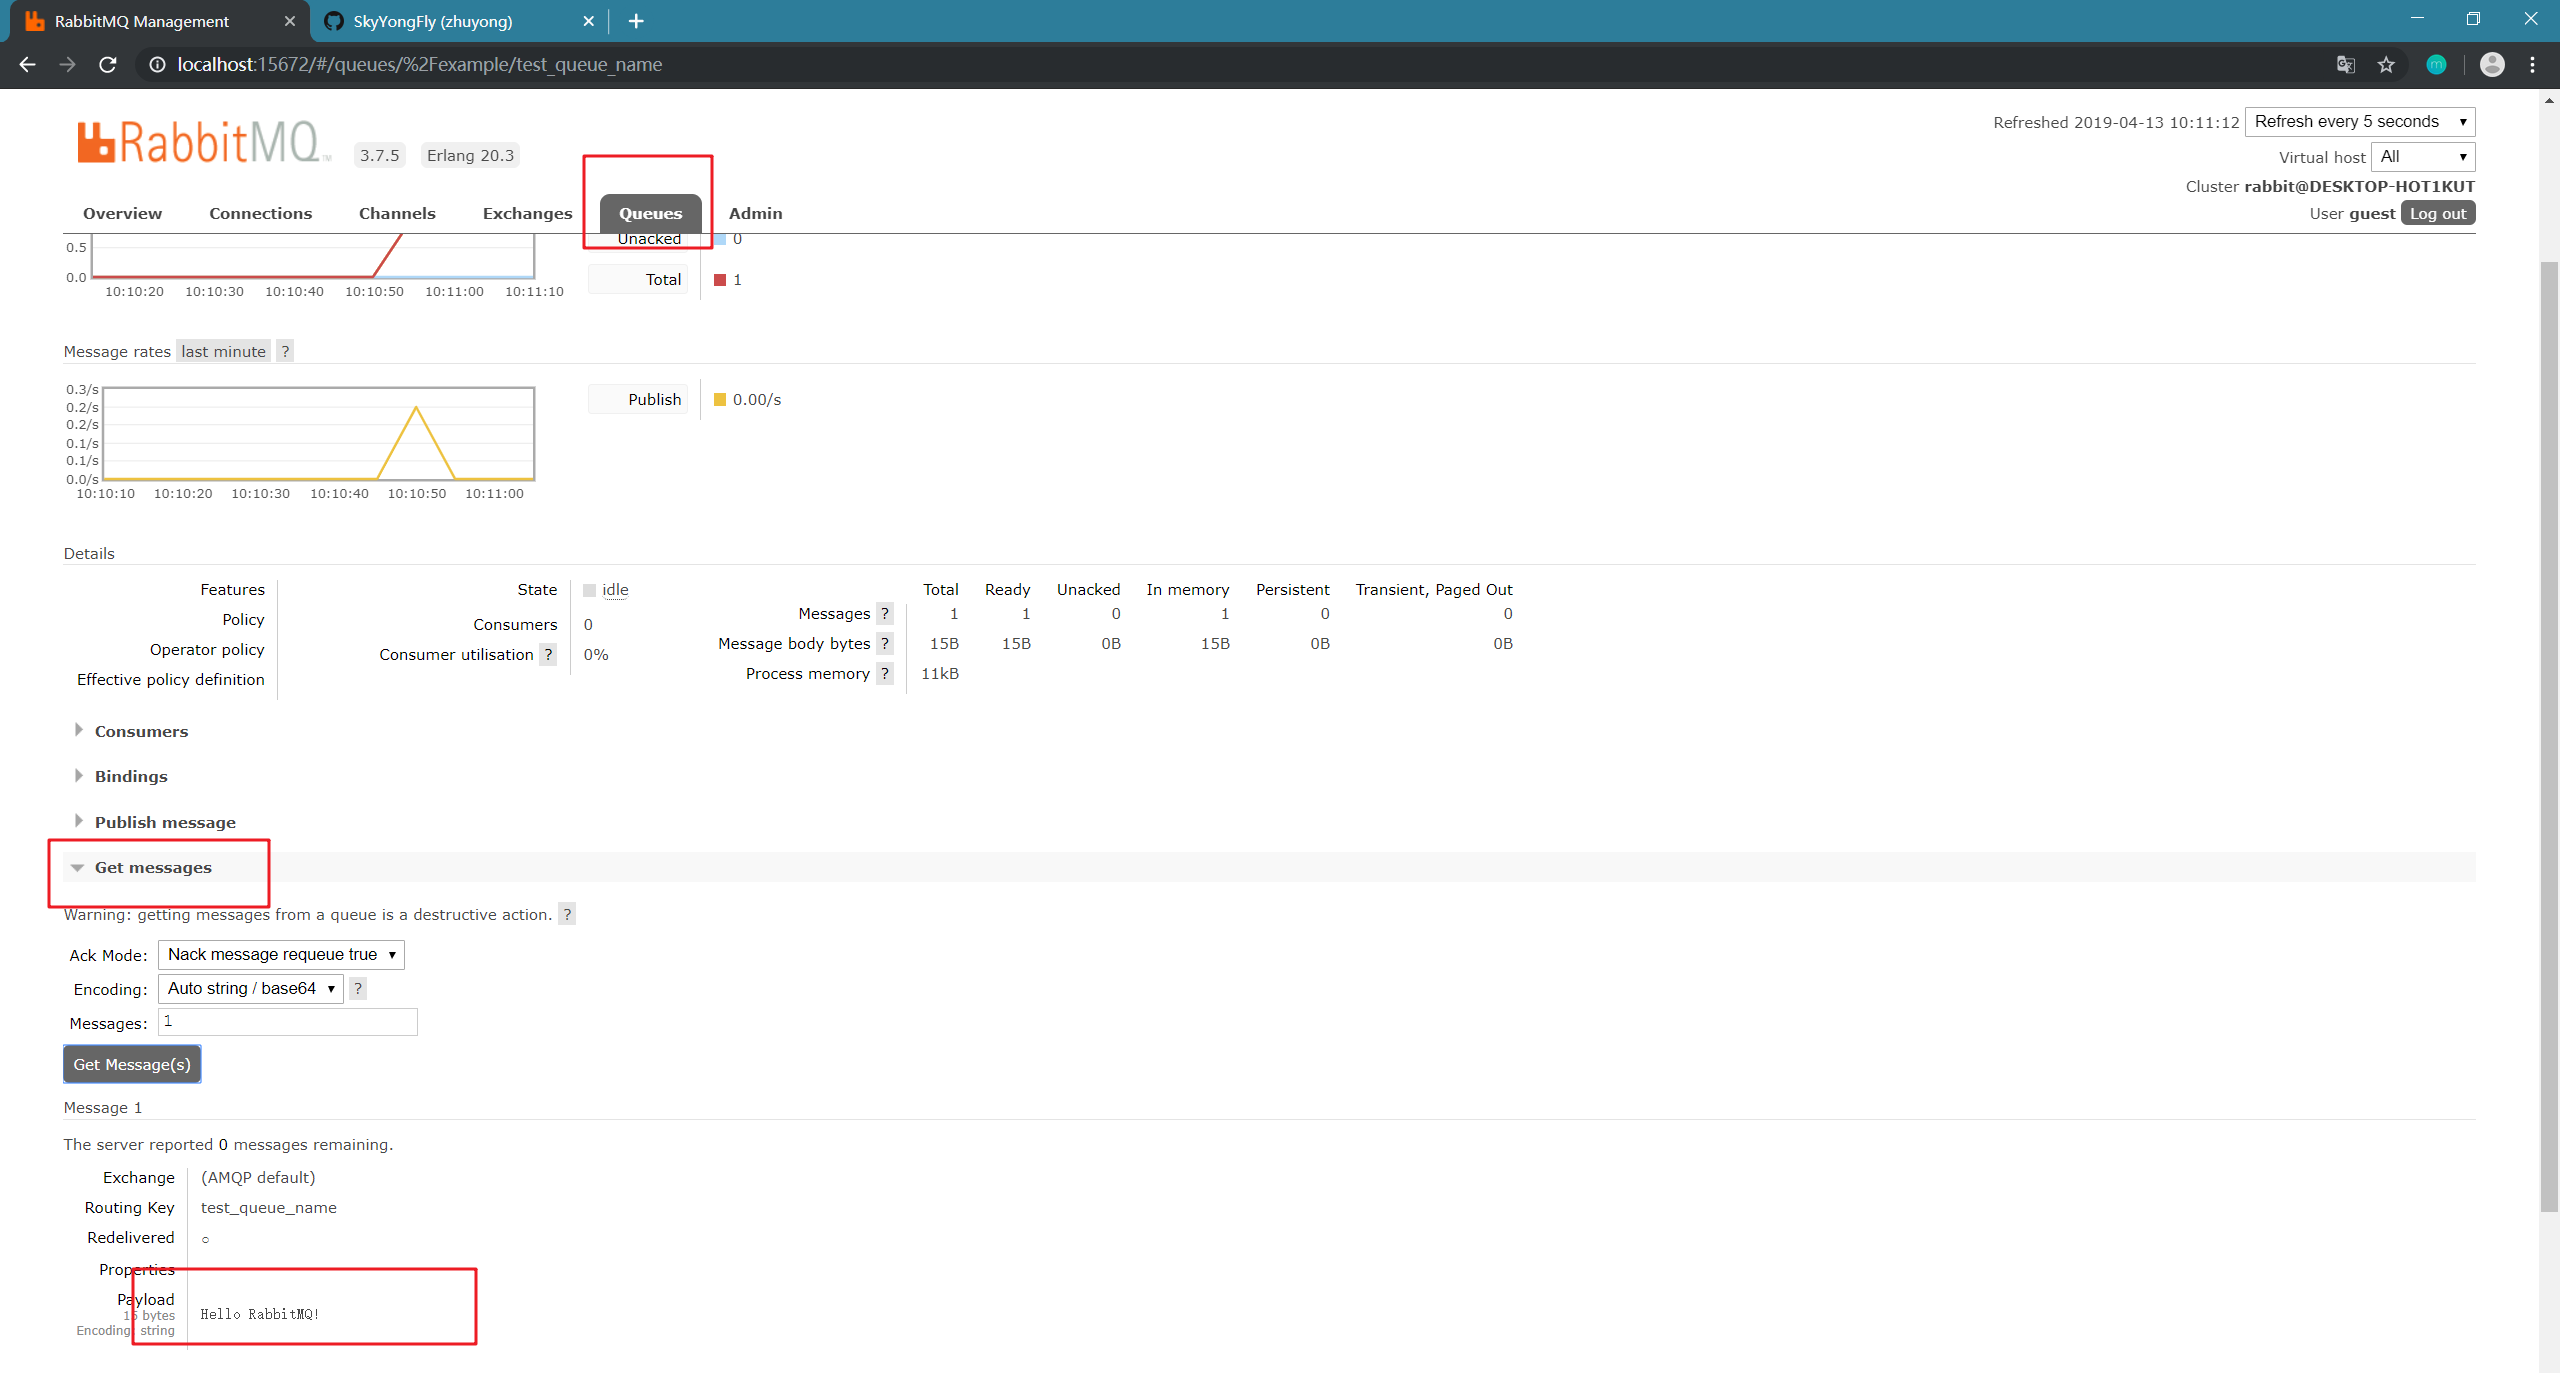 RabbitMQ Management
SkyYongFly (zhuyong)
localhost:15672/#/queues/%2Fexample/test_queue_name
RabbitMQ TM 3.7.5 Erlang 20.3
Refreshed 2019-04-13 10:11:12 Refresh every 5 seconds
Virtual host All
Cluster rabbit@DESKTOP-HOT1KUT
User guest Log out
Overview Connections Channels Exchanges Queues Admin
0.5
0.0
10:10:20 10:10:30 10:10:40 10:10:50 10:11:00 10:11:10
Unacked 0
Total 1
Message rates last minute ?
0.3/s
0.2/s
0.2/s
0.1/s
0.1/s
0.0/s
10:10:10 10:10:20 10:10:30 10:10:40 10:10:50 10:11:00
Publish 0.00/s
Details
Features
Policy
Operator policy
Effective policy definition
State idle
Consumers 0
Consumer utilisation ? 0%
Total Ready Unacked In memory Persistent Transient, Paged Out
Messages ? 1 1 0 1 0 0
Message body bytes ? 15B 15B 0B 15B 0B 0B
Process memory ? 11kB
Consumers
Bindings
Publish message
Get messages
Warning: getting messages from a queue is a destructive action. ?
Ack Mode: Nack message requeue true
Encoding: Auto string / base64 ?
Messages: 1
Get Message(s)
Message 1
The server reported 0 messages remaining.
Exchange (AMQP default)
Routing Key test_queue_name
Redelivered ○
Properties
Payload
15 bytes
Encoding: string
Hello RabbitMQ!